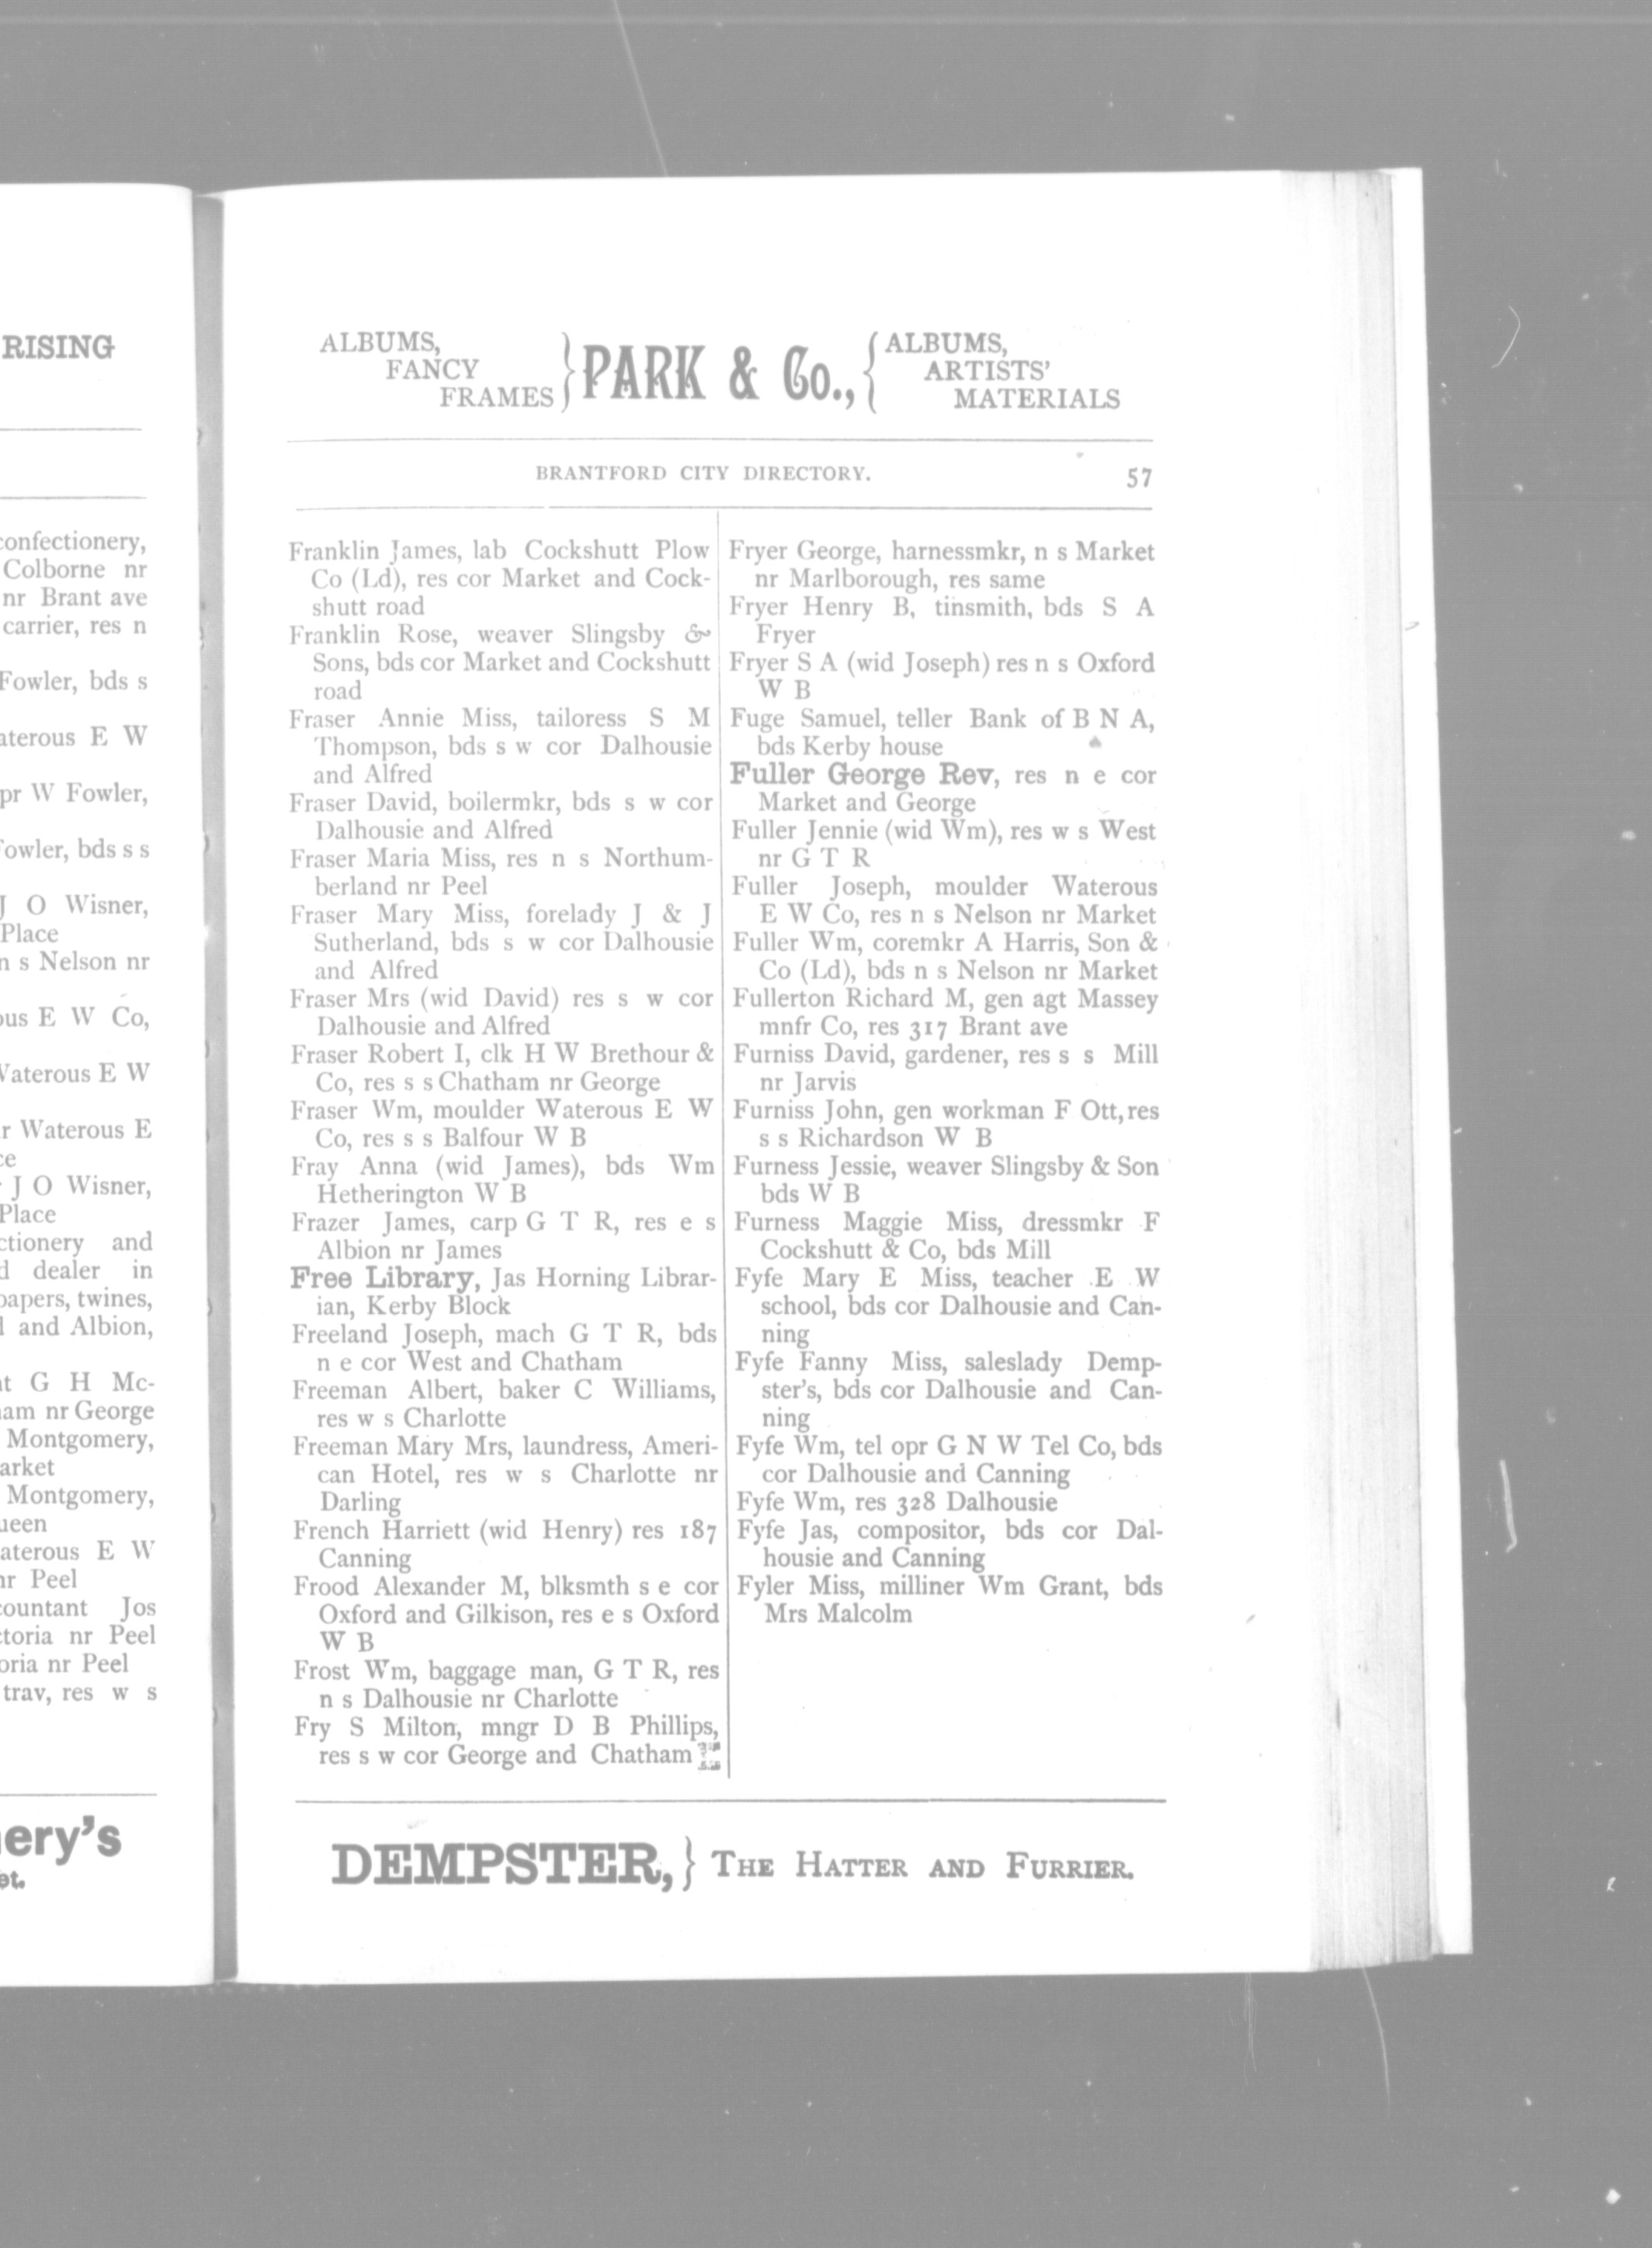 RISING
confectionery,
Colborne nr
nr Brant ave
carrier, res n
Fowler, bds s
E W
pr W Fowler,
bds s s
J O Wisner,
Place
n s Nelson nr
E W Co,
E W
r Waterous E
J O Wisner,
Place
and
dealer in
papers, twines,
and Albion,
G H Mc-
nr George
Montgomery,
Montgomery,
E W
nr Peel
Jos
nr Peel
nr Peel
trav, res w s
ALBUMS,
FANCY
FRAMES
} PARK & Co., {
ALBUMS,
ARTISTS'
MATERIALS
BRANTFORD CITY DIRECTORY. 57
Franklin James, lab Cockshutt Plow
Co (Ld), res cor Market and Cock-
shutt road
Franklin Rose, weaver Slingsby &
Sons, bds cor Market and Cockshutt
road
Fraser Annie Miss, tailoress S M
Thompson, bds s w cor Dalhousie
and Alfred
Fraser David, boilermkr, bds s w cor
Dalhousie and Alfred
Fraser Maria Miss, res n s Northum-
berland nr Peel
Fraser Mary Miss, forelady J & J
Sutherland, bds s w cor Dalhousie
and Alfred
Fraser Mrs (wid David) res s w cor
Dalhousie and Alfred
Fraser Robert I, clk H W Brethour &
Co, res s s Chatham nr George
Fraser Wm, moulder Waterous E W
Co, res s s Balfour W B
Fray Anna (wid James), bds Wm
Hetherington W B
Frazer James, carp G T R, res e s
Albion nr James
Free Library, Jas Horning Librar-
ian, Kerby Block
Freeland Joseph, mach G T R, bds
n e cor West and Chatham
Freeman Albert, baker C Williams,
res w s Charlotte
Freeman Mary Mrs, laundress, Ameri-
can Hotel, res w s Charlotte nr
Darling
French Harriett (wid Henry) res 187
Canning
Frood Alexander M, blksmth s e cor
Oxford and Gilkison, res e s Oxford
W B
Frost Wm, baggage man, G T R, res
n s Dalhousie nr Charlotte
Fry S Milton, mngr D B Phillips,
res s w cor George and Chatham
Fryer George, harnessmkr, n s Market
nr Marlborough, res same
Fryer Henry B, tinsmith, bds S A
Fryer
Fryer S A (wid Joseph) res n s Oxford
W B
Fuge Samuel, teller Bank of B N A,
bds Kerby house
Fuller George Rev, res n e cor
Market and George
Fuller Jennie (wid Wm), res w s West
nr G T R
Fuller Joseph, moulder Waterous
E W Co, res n s Nelson nr Market
Fuller Wm, coremkr A Harris, Son &
Co (Ld), bds n s Nelson nr Market
Fullerton Richard M, gen agt Massey
mnfr Co, res 317 Brant ave
Furniss David, gardener, res s s Mill
nr Jarvis
Furniss John, gen workman F Ott, res
s s Richardson W B
Furness Jessie, weaver Slingsby & Son
bds W B
Furness Maggie Miss, dressmkr F
Cockshutt & Co, bds Mill
Fyfe Mary E Miss, teacher E W
school, bds cor Dalhousie and Can-
ning
Fyfe Fanny Miss, saleslady Demp-
ster's, bds cor Dalhousie and Can-
ning
Fyfe Wm, tel opr G N W Tel Co, bds
cor Dalhousie and Canning
Fyfe Wm, res 328 Dalhousie
Fyfe Jas, compositor, bds cor Dal-
housie and Canning
Fyler Miss, milliner Wm Grant, bds
Mrs Malcolm
DEMPSTER, } THE HATTER AND FURRIER.